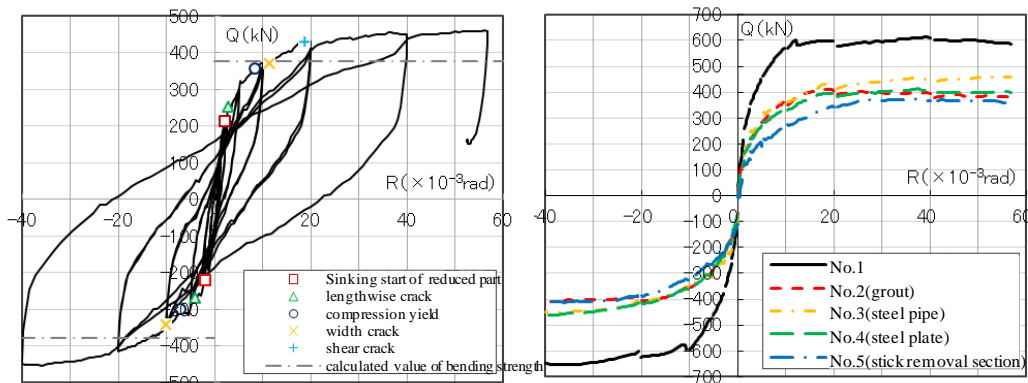 500
400
300
200
100
0
-100
-200
-300
-400
-500
-40
-20
0
20
40
60
Q(kN)
R(×10⁻³rad)
Sinking start of reduced part
lengthwise crack
compression yield
width crack
shear crack
calculated value of bending strength
700
600
500
400
300
200
100
0
-100
-200
-300
-400
-500
-600
-700
-40
-20
0
20
40
60
Q(kN)
R(×10⁻³rad)
No.1
No.2(grout)
No.3(steel pipe)
No.4(steel plate)
No.5(stick removal section)